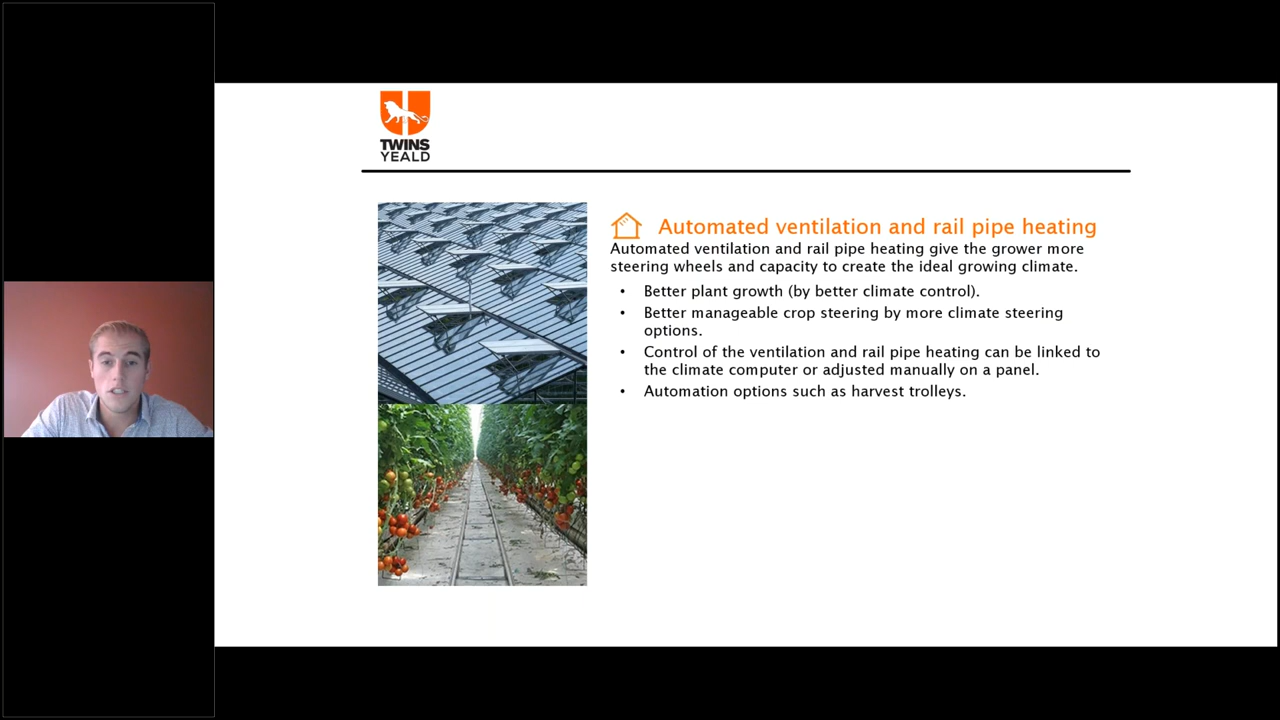 TWINS
YEALD
Automated ventilation and rail pipe heating
Automated ventilation and rail pipe heating give the grower more
steering wheels and capacity to create the ideal growing climate.
• Better plant growth (by better climate control).
• Better manageable crop steering by more climate steering
options.
• Control of the ventilation and rail pipe heating can be linked to
the climate computer or adjusted manually on a panel.
• Automation options such as harvest trolleys.